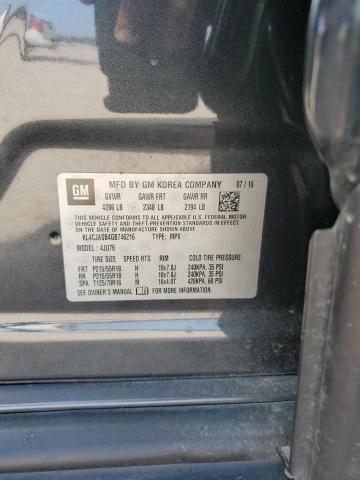 GM
MFD BY GM KOREA COMPANY 07/16
GVWR GAWR FRT GAWR RR
4286 LB 2348 LB 2194 LB
THIS VEHICLE CONFORMS TO ALL APPLICABLE U.S. FEDERAL
MOTOR VEHICLE SAFETY, BUMPER, AND THEFT PREVENTION
STANDARDS IN EFFECT ON THE DATE OF MANUFACTURE SHOWN ABOVE.
KL4CJASB4GB746216 TYPE: MPV
MODEL: 4JU76
TIRE SIZE SPEED RTG RIM COLD TIRE PRESSURE
FRT P215/55R18 H 18x7.0J 240KPA, 35 PSI
RR P215/55R18 H 18x7.0J 240KPA, 35 PSI
SPA T125/70R16 M 16x4.0T 420KPA, 60 PSI
SEE OWNER'S MANUAL FOR MORE INFORMATION.